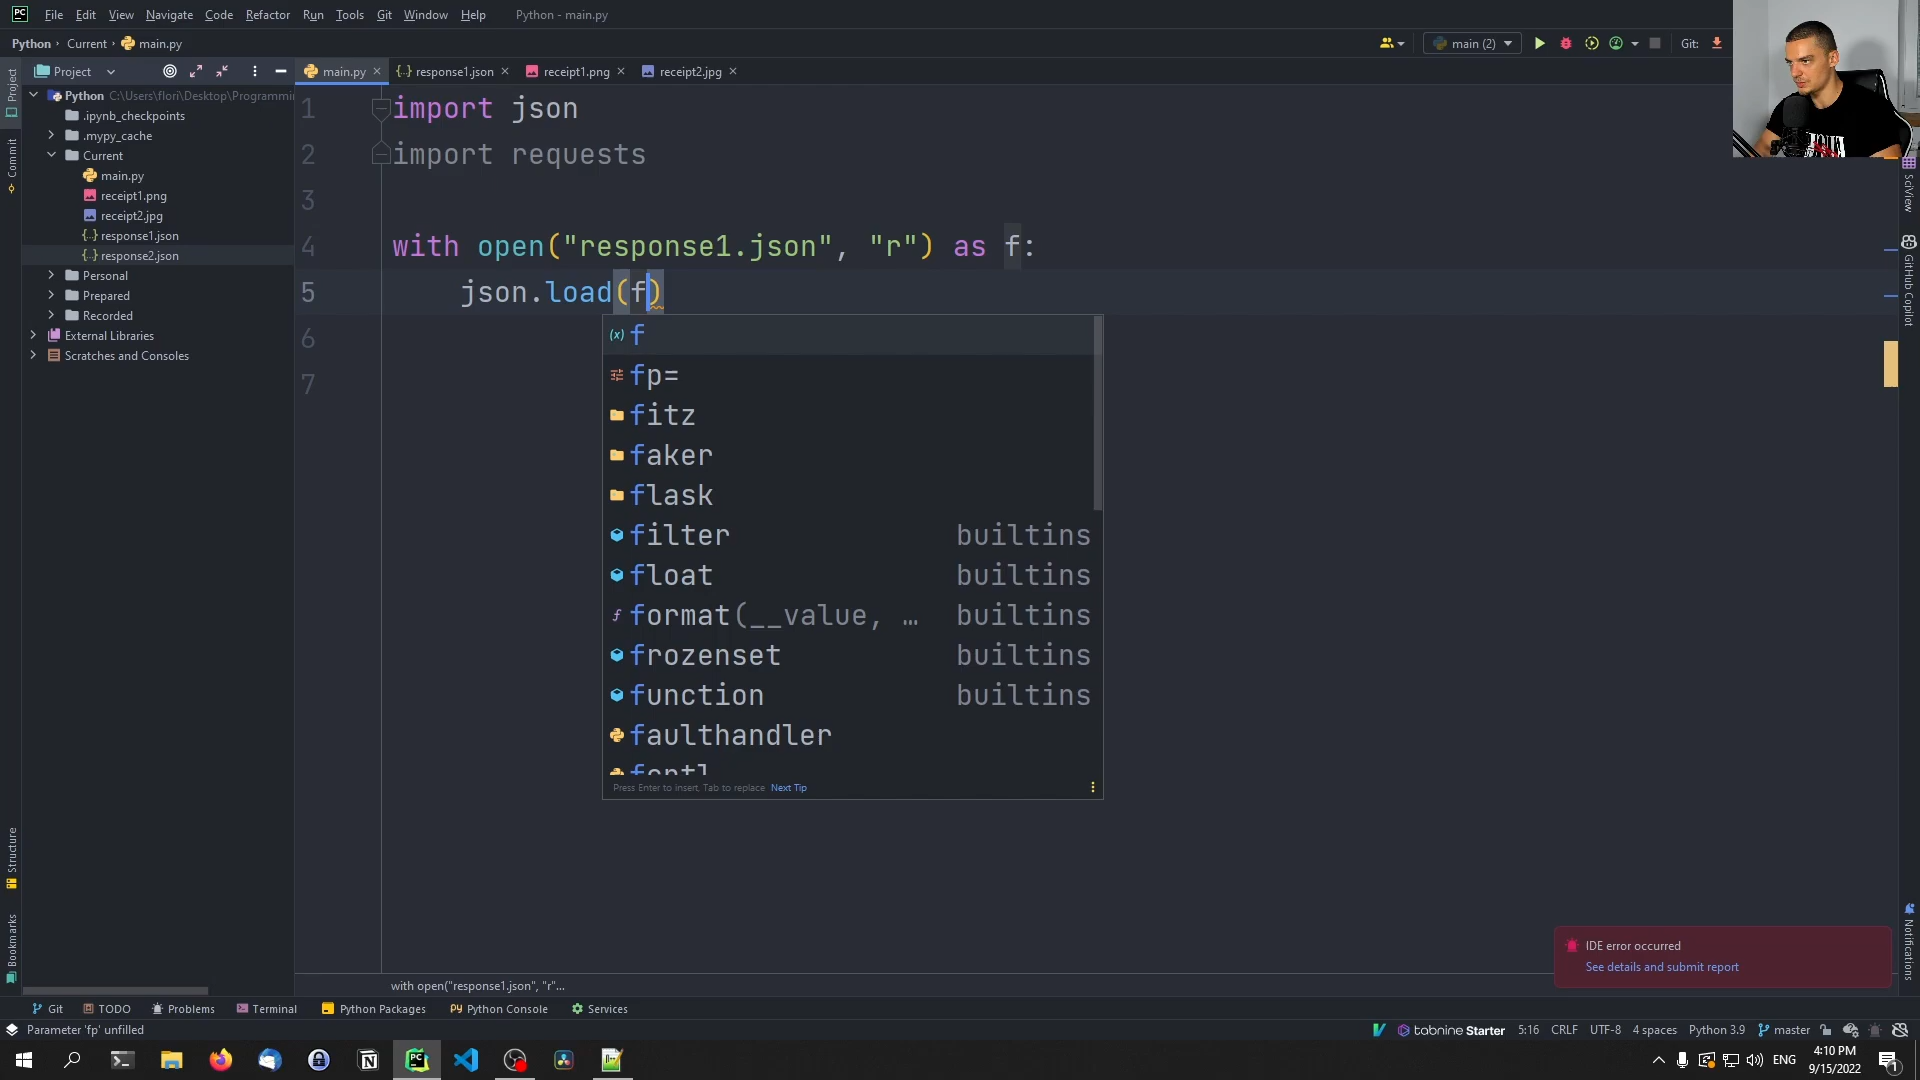 PC File Edit View Navigate Code Refactor Run Tools Git Window Help Python - main.py
Python Current main.py main (2) Git:
Project main.py response1.json receipt1.png receipt2.jpg
Project
Commit
Structure
Bookmarks
Python C:\Users\flori\Desktop\Programmi
.ipynb_checkpoints
.mypy_cache
Current
main.py
receipt1.png
receipt2.jpg
response1.json
response2.json
Personal
Prepared
Recorded
External Libraries
Scratches and Consoles
1 import json
2 import requests
3
4 with open("response1.json", "r") as f:
5 json.load(f)
6
7
f
fp=
fitz
faker
flask
filter builtins
float builtins
format(__value, … builtins
frozenset builtins
function builtins
faulthandler
fcntl
Press Enter to insert, Tab to replace Next Tip
SciView
GitHub Copilot
Notifications
IDE error occurred
See details and submit report
with open("response1.json", "r"...
Git TODO Problems Terminal Python Packages Python Console Services
Parameter 'fp' unfilled tabnine Starter 5:16 CRLF UTF-8 4 spaces Python 3.9 master
ENG 4:10 PM
9/15/2022
1